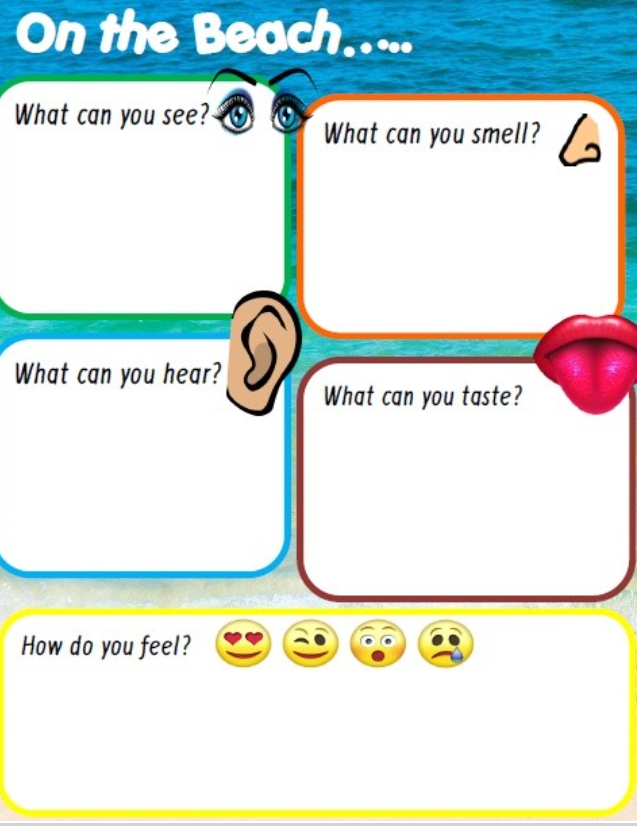 On the Beach.....
What can you see?
What can you smell?
What can you hear?
What can you taste?
How do you feel?